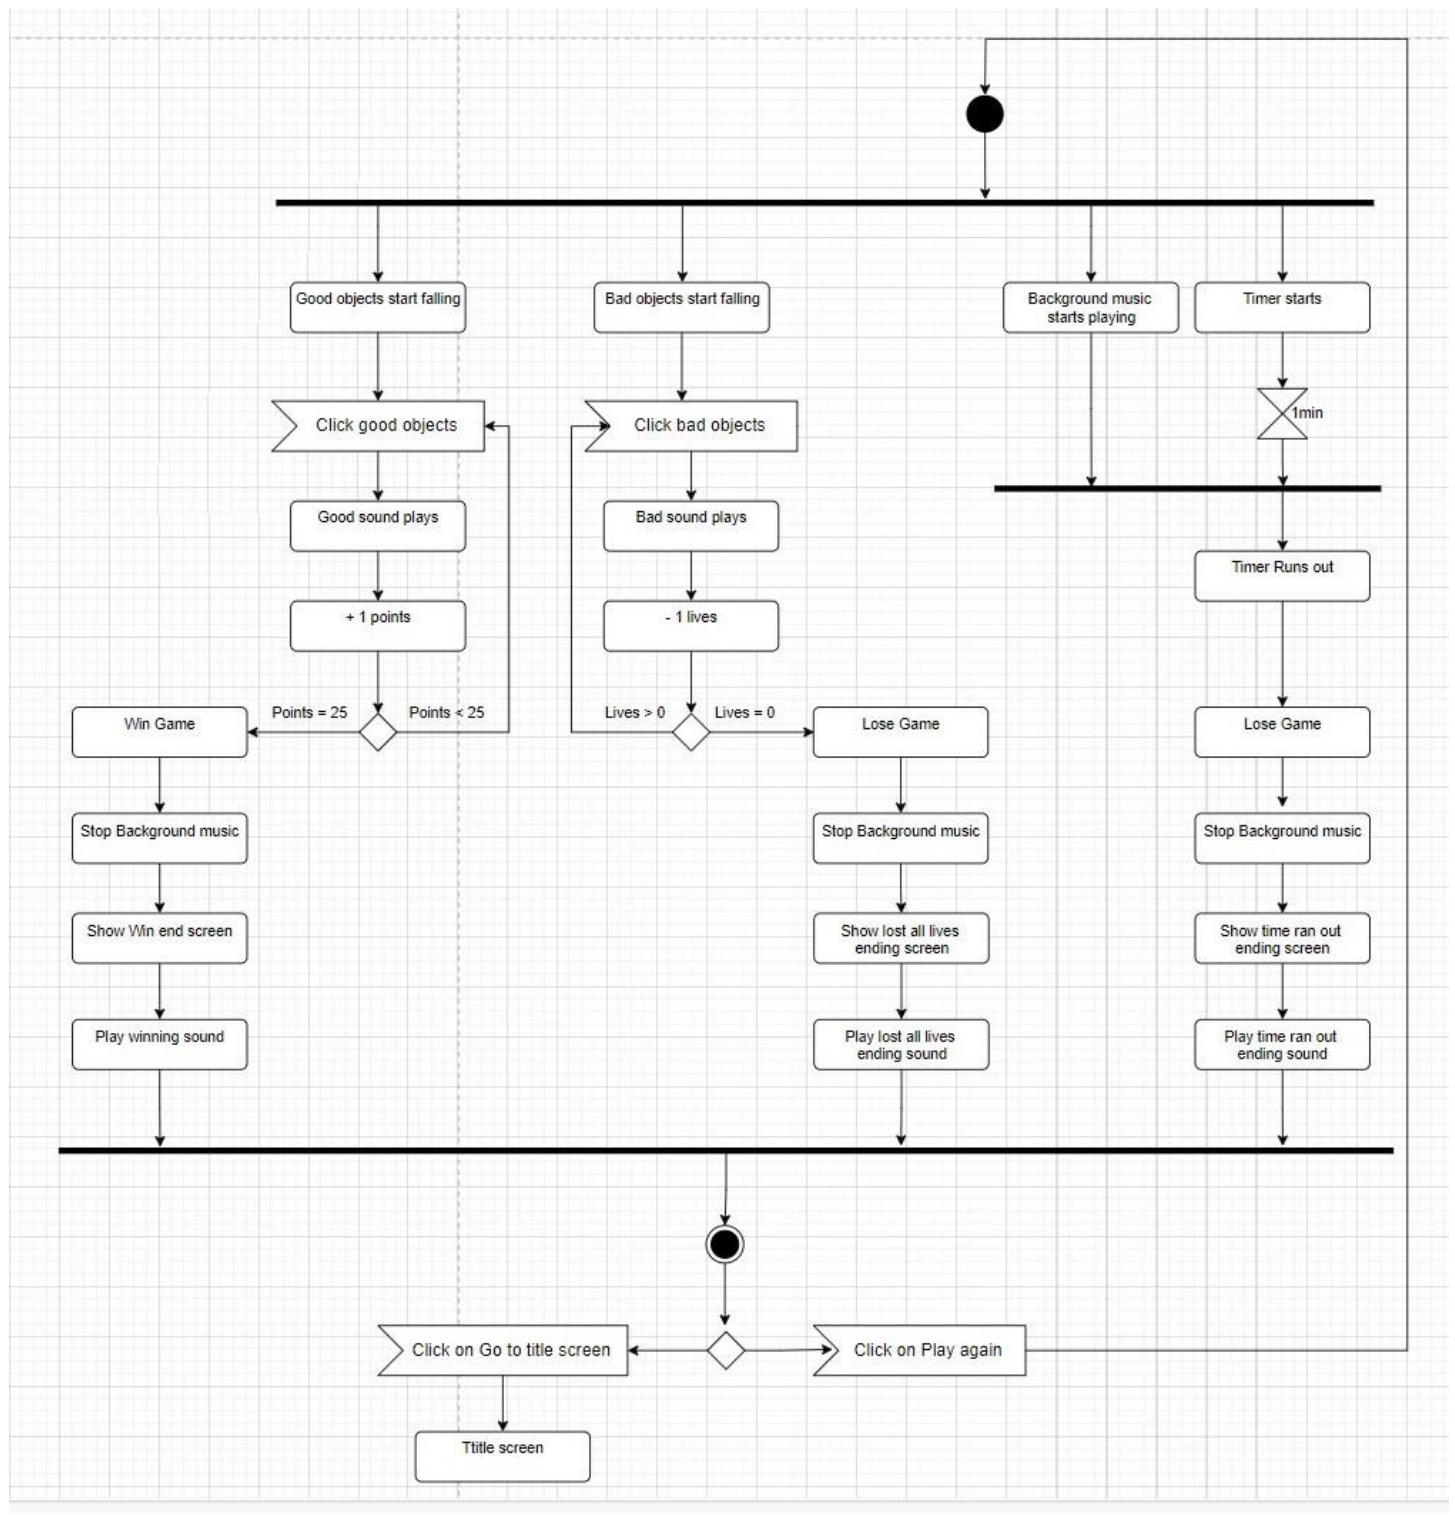 Good objects start falling
Bad objects start falling
Background music
starts playing
Timer starts
Click good objects
Click bad objects
1min
Good sound plays
Bad sound plays
Timer Runs out
+ 1 points
- 1 lives
Points = 25
Points < 25
Lives > 0
Lives = 0
Win Game
Lose Game
Lose Game
Stop Background music
Stop Background music
Stop Background music
Show Win end screen
Show lost all lives
ending screen
Show time ran out
ending screen
Play winning sound
Play lost all lives
ending sound
Play time ran out
ending sound
Click on Go to title screen
Click on Play again
Ttitle screen